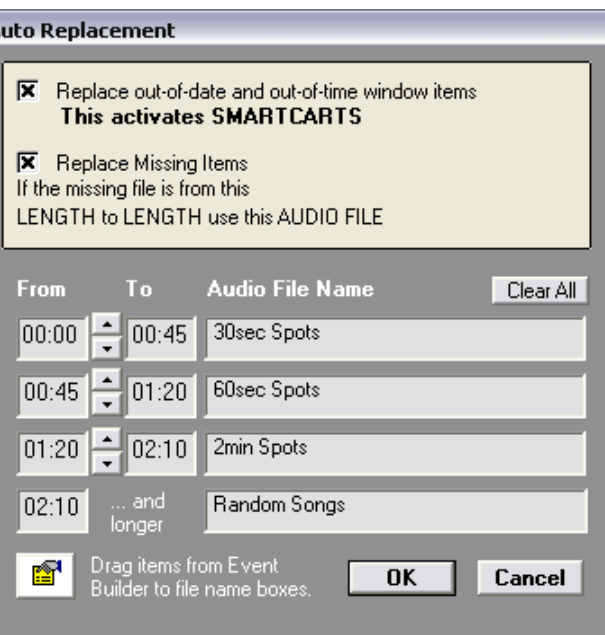 uto Replacement
Replace out-of-date and out-of-time window items
This activates SMARTCARTS
Replace Missing Items
If the missing file is from this
LENGTH to LENGTH use this AUDIO FILE
From To Audio File Name Clear All
00:00 00:45 30sec Spots
00:45 01:20 60sec Spots
01:20 02:10 2min Spots
02:10 ... and longer Random Songs
Drag items from Event
Builder to file name boxes.
OK Cancel